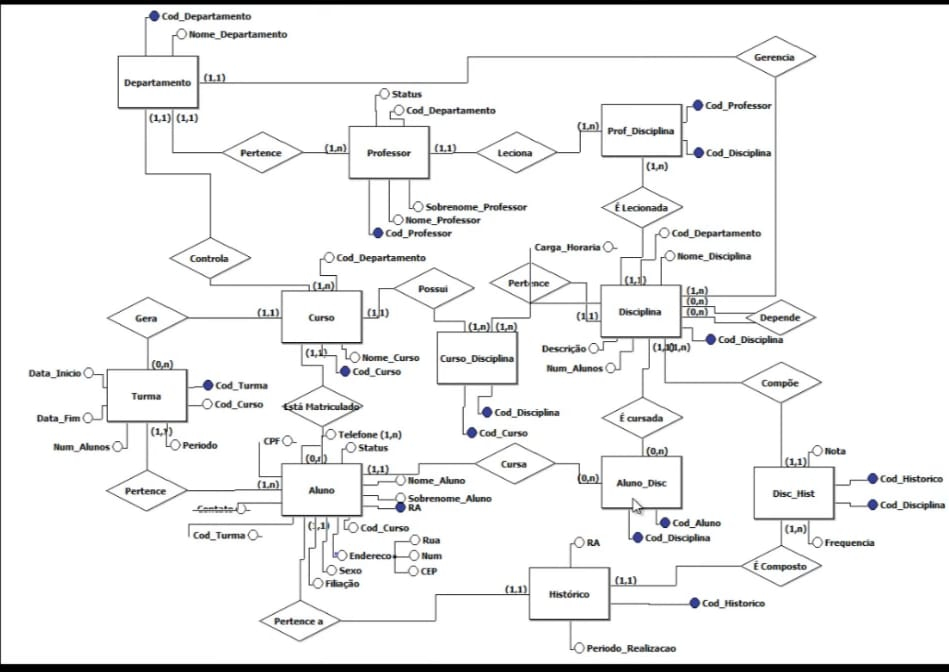 Cod_Departamento
Nome_Departamento
Departamento
(1,1)
Gerencia
(1,1) (1,1)
Status
Cod_Departamento
Pertence
(1,n)
Professor
(1,1)
Leciona
(1,n)
Prof_Disciplina
Cod_Professor
Cod_Disciplina
(1,n)
Sobrenome_Professor
Nome_Professor
Cod_Professor
É Lecionada
Controla
Cod_Departamento
(1,n)
Carga_Horaria
Cod_Departamento
Nome_Disciplina
Possui
Pertence
(1,1)
(1,n)
(0,n)
(0,n)
Depende
Gera
(1,1)
Curso
(1,1)
(1,n) (1,n)
(1,1)
Disciplina
Cod_Disciplina
(1,1)
Nome_Curso
Cod_Curso
Curso_Disciplina
Descrição
Num_Alunos
(1,1)(1,n)
Compõe
(0,n)
Data_Inicio
Turma
Cod_Turma
Cod_Curso
Data_Fim
Num_Alunos
(1,1)
Periodo
Está Matriculado
Cod_Disciplina
Cod_Curso
É cursada
CPF
Telefone (1,n)
Status
(0,n)
(0,n)
Nota
(1,1)
Pertence
(1,n)
Aluno
(1,1)
Nome_Aluno
Sobrenome_Aluno
RA
Cursa
(0,n)
Aluno_Disc
Disc_Hist
Cod_Historico
Cod_Disciplina
Contato
Cod_Turma
(1,1)
Cod_Curso
Cod_Aluno
Cod_Disciplina
(1,n)
Frequencia
Endereco
Rua
Num
CEP
Sexo
Filiação
RA
É Composto
(1,1)
Histórico
(1,1)
Cod_Historico
Pertence a
Periodo_Realizacao